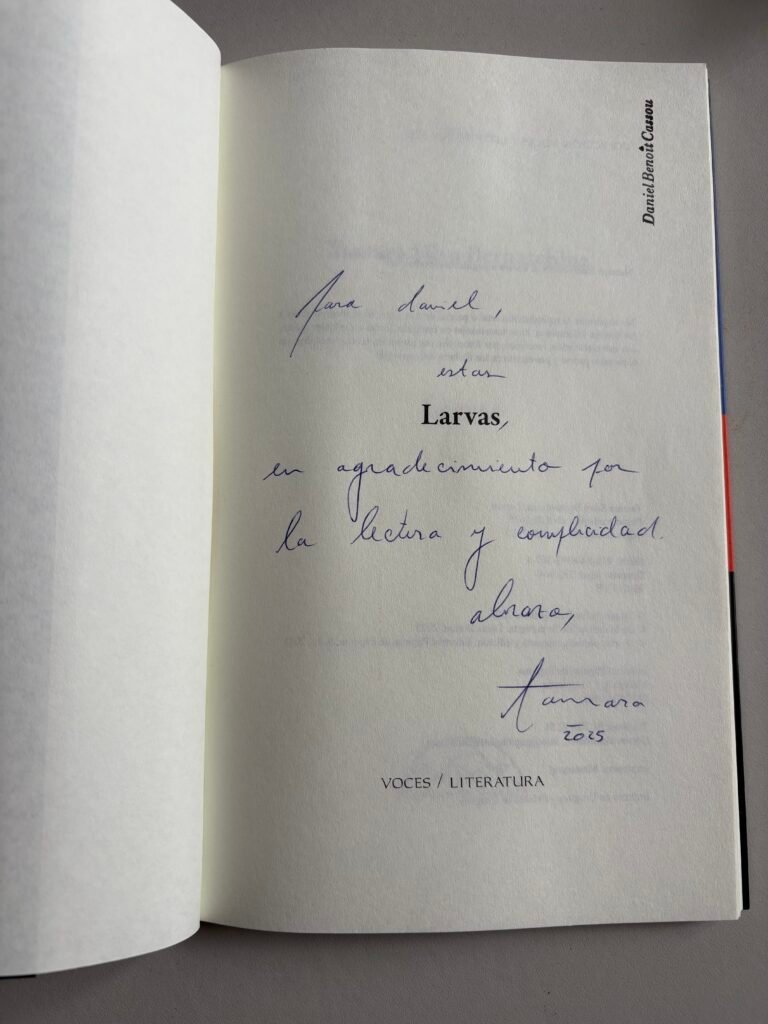 Daniel Benoit Cassou
Para daniel,
estas
Larvas,
en agradecimiento por
la lectura y complicidad.
abrazo,
tamara
2025
VOCES / LITERATURA